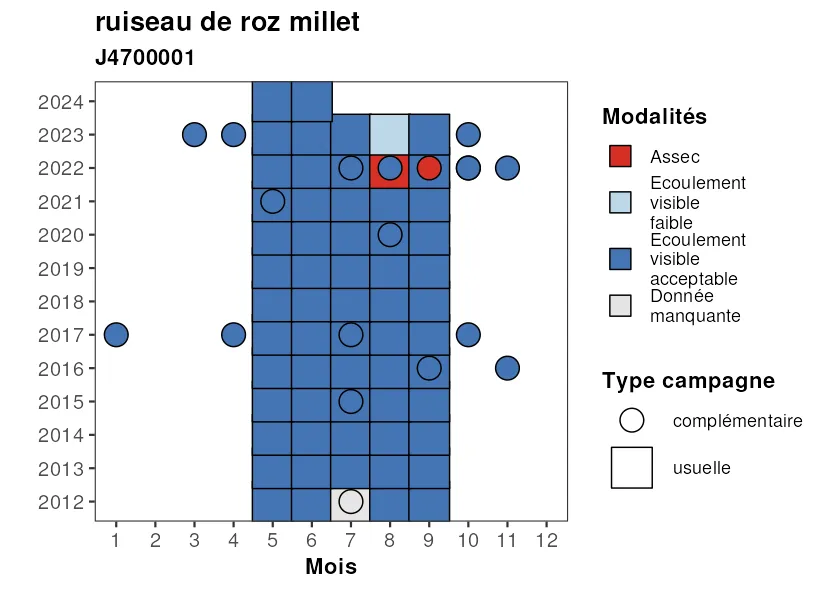 ruiseau de roz millet
J4700001
2024
2023
2022
2021
2020
2019
2018
2017
2016
2015
2014
2013
2012
1 2 3 4 5 6 7 8 9 10 11 12
Mois
Modalités
Assec
Ecoulement
visible
faible
Ecoulement
visible
acceptable
Donnée
manquante
Type campagne
complémentaire
usuelle